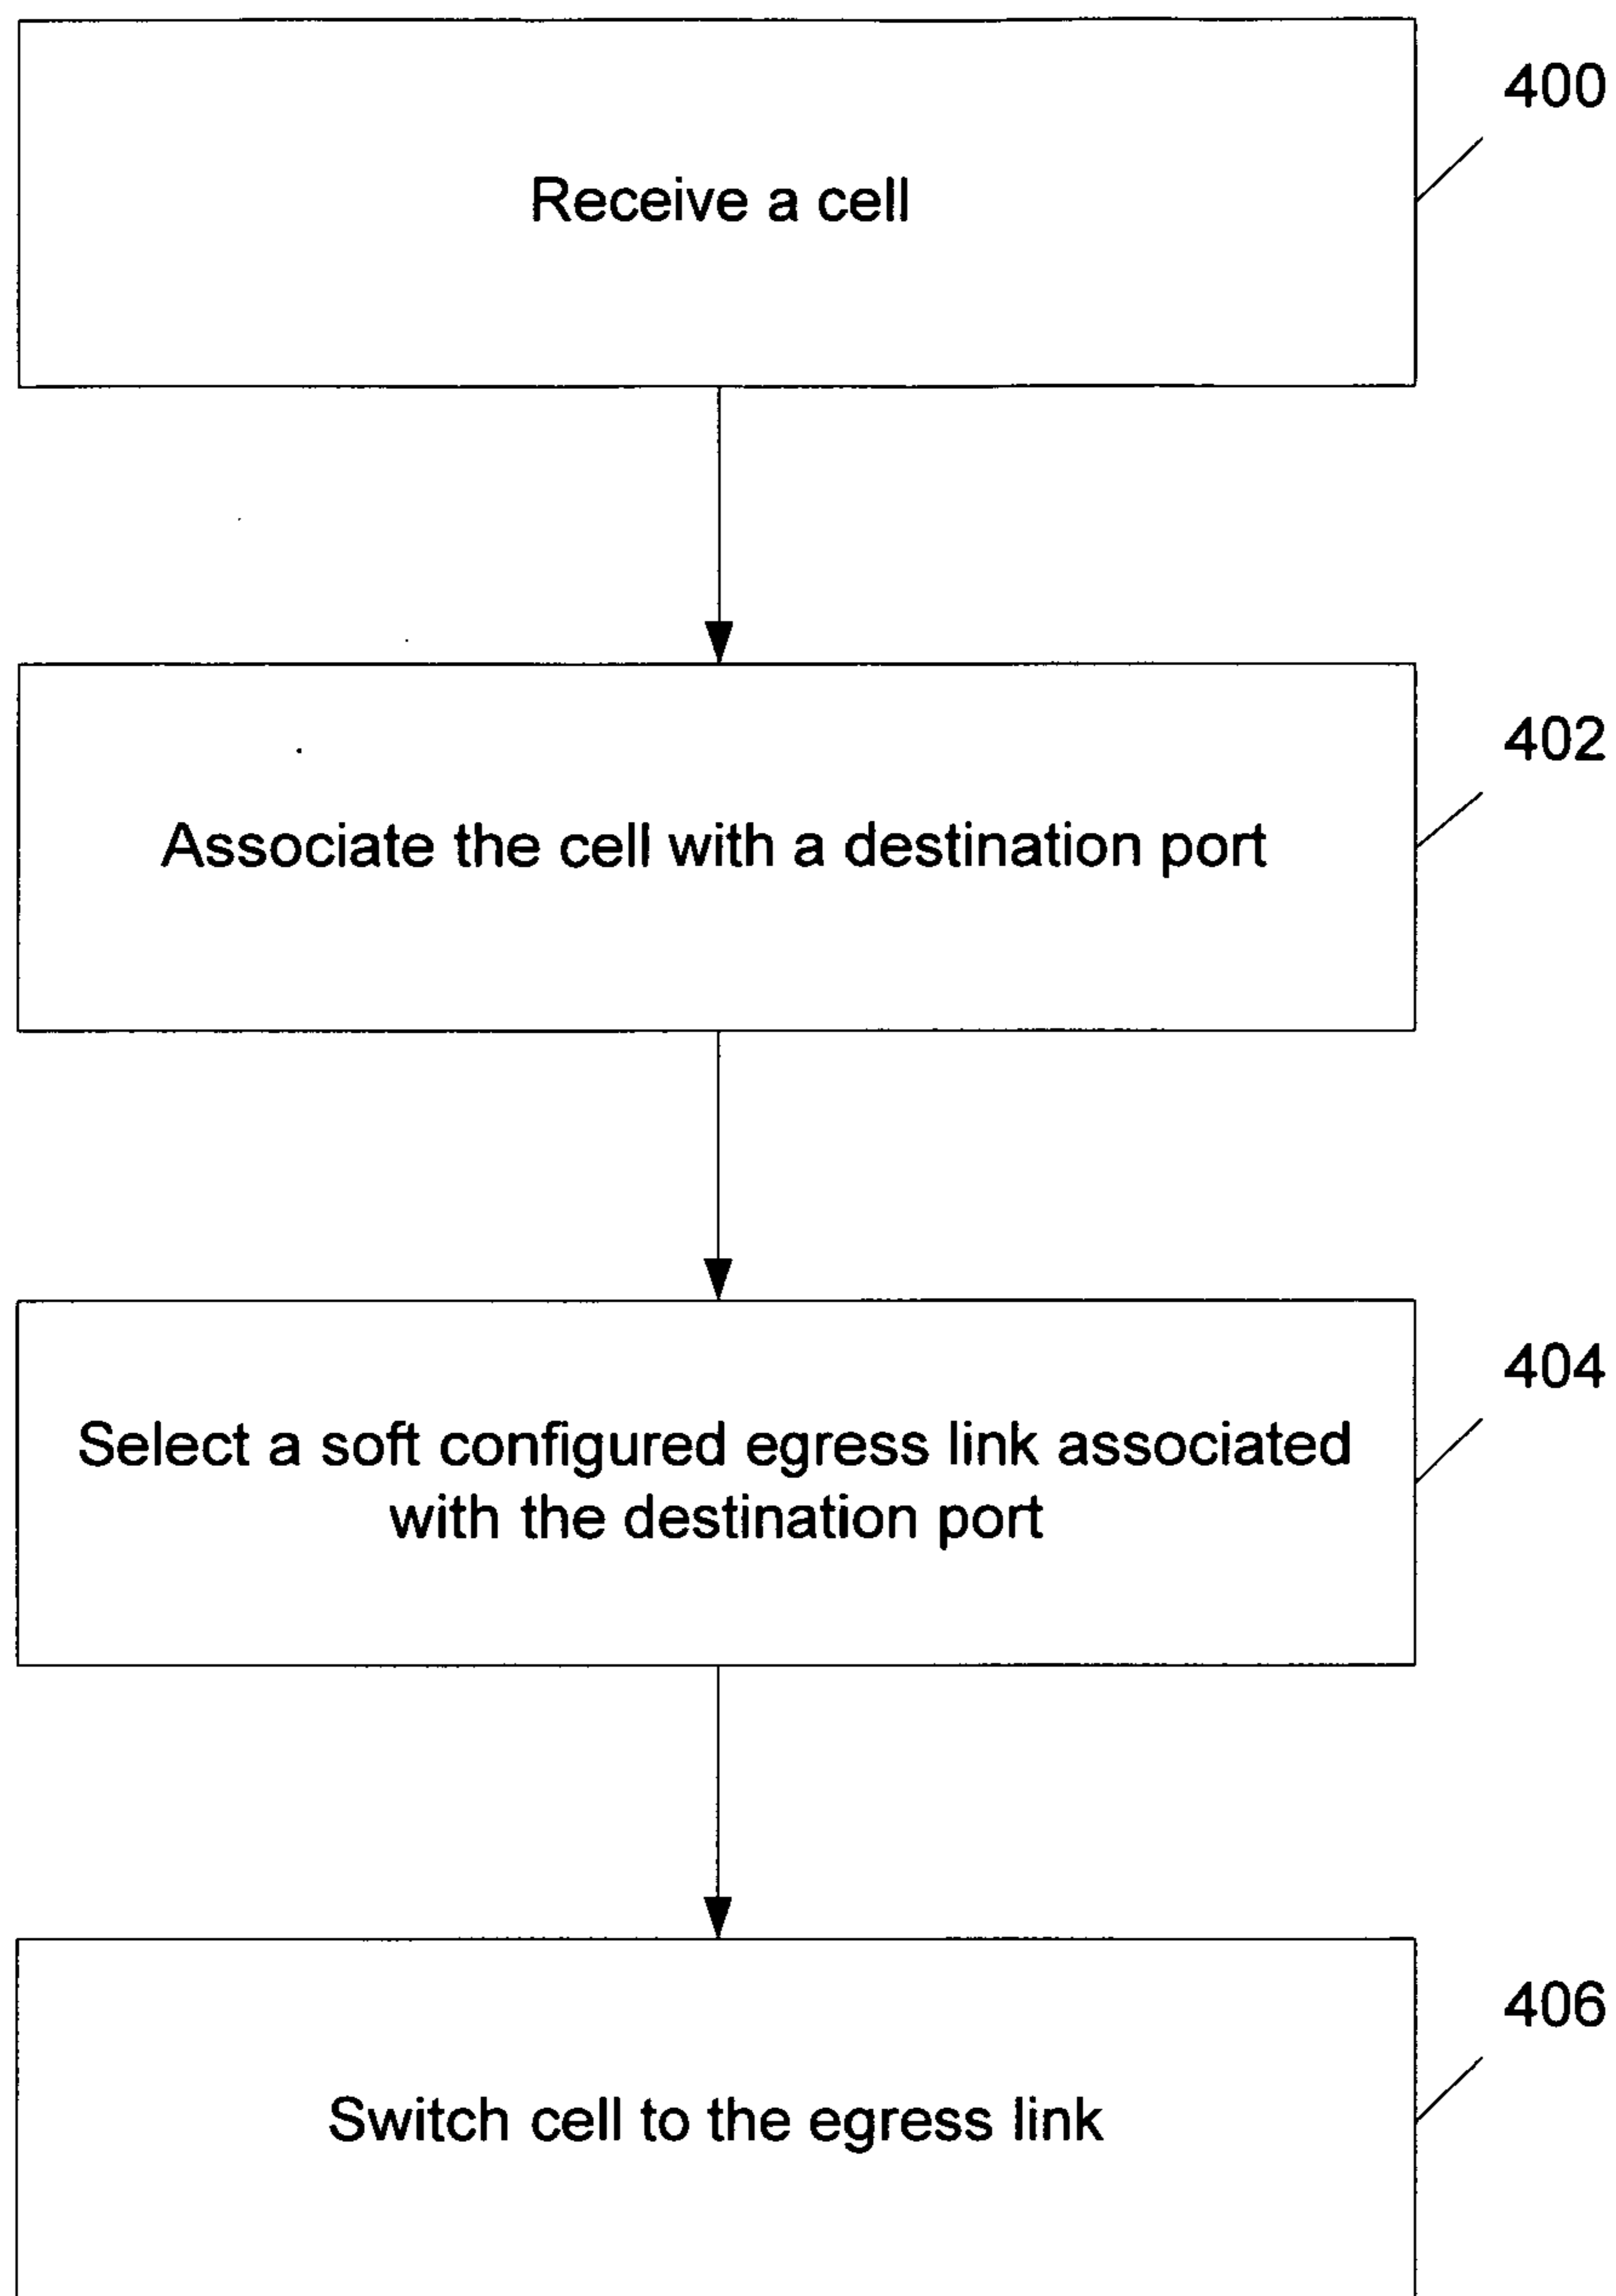 400
Receive a cell
402
Associate the cell with a destination port
404
Select a soft configured egress link associated
with the destination port
406
Switch cell to the egress link